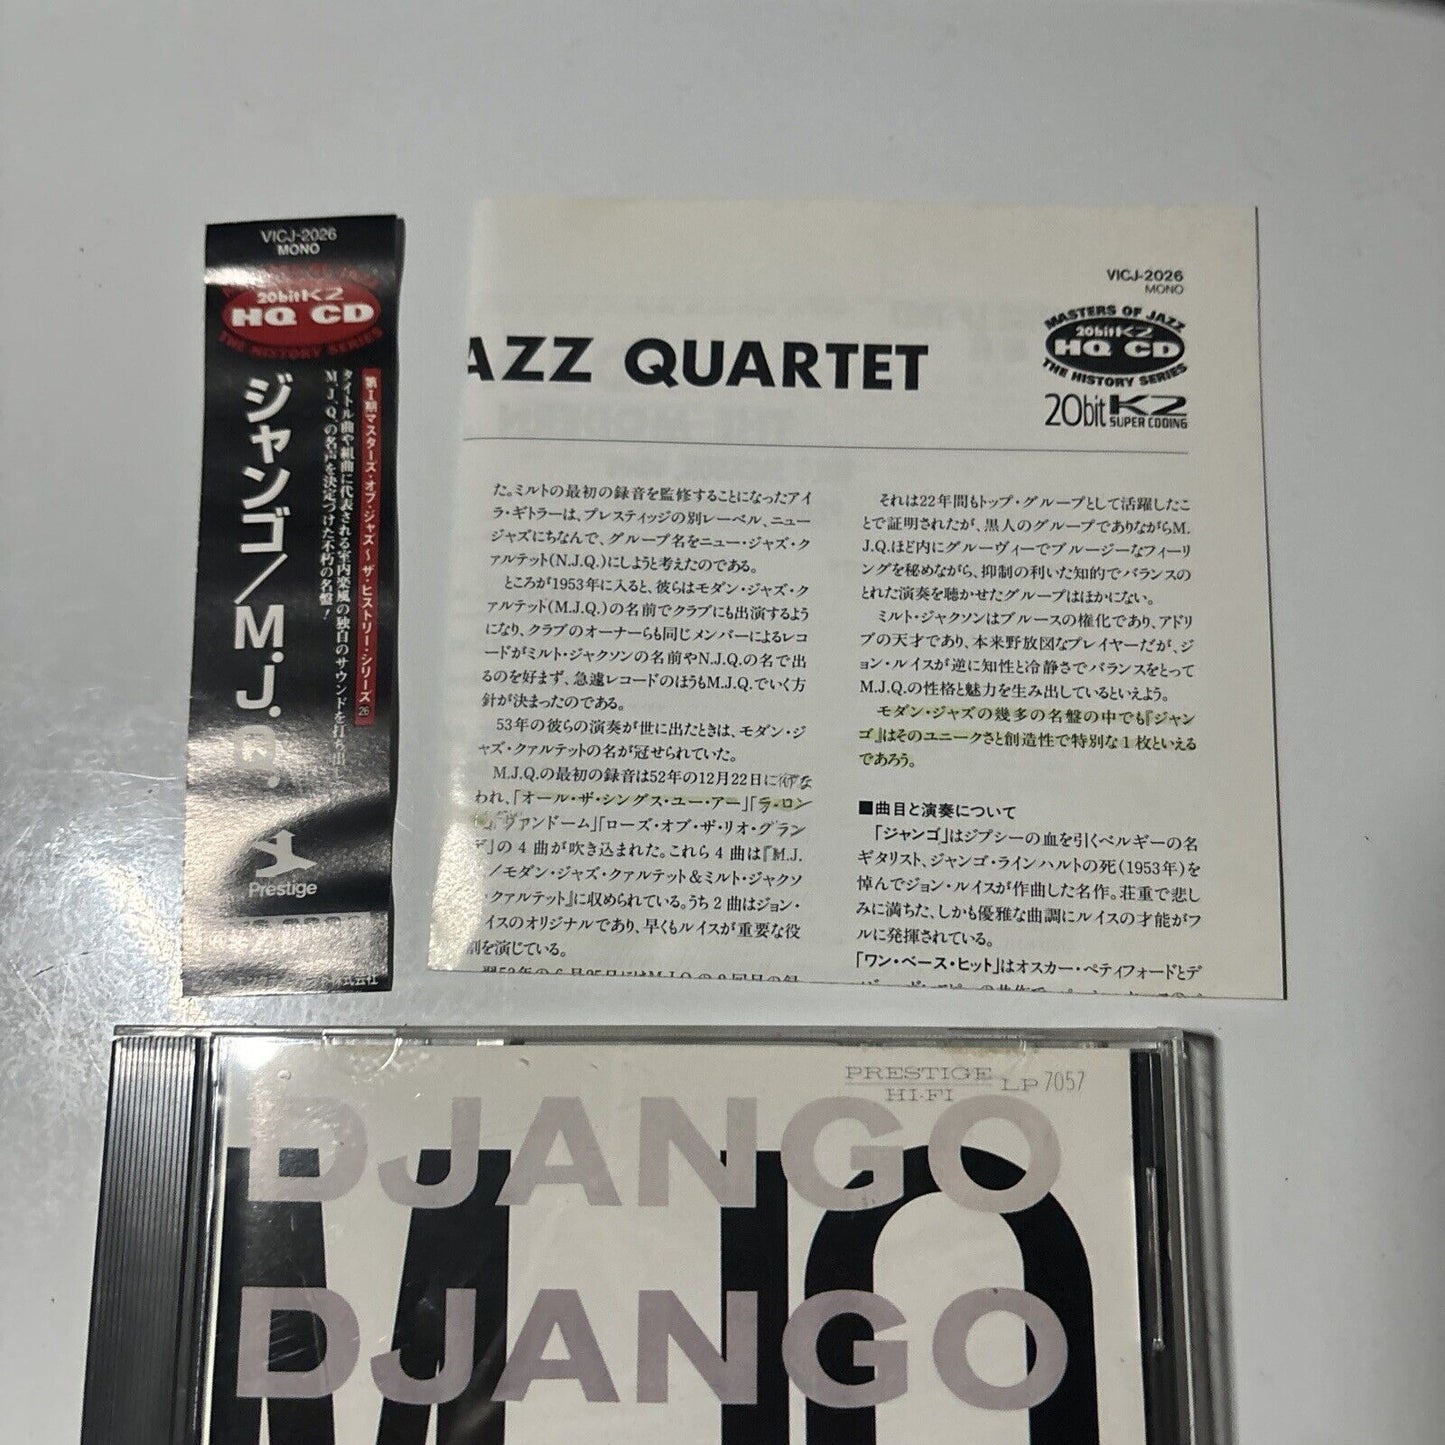 VICJ-2026
MONO
20bit K2
HQ CD
THE HISTORY SERIES
ジャンゴ/M.J.Q.
第Ⅰ期マスターズ・オブ・ジャズ~ザ・ヒストリー・シリーズ26
タイトル曲や組曲に代表される室内楽風の独自のサウンドを打ち出し
M.J.Q.の名声を決定づけた不朽の名盤!
Prestige
株式会社
VICJ-2026
MONO
MASTERS OF JAZZ
20bit K2
HQ CD
THE HISTORY SERIES
20bit K2
SUPER CODING
AZZ QUARTET
た。ミルトの最初の録音を監修することになったアイ
ラ・ギトラーは、プレスティッジの別レーベル、ニュー
ジャズにちなんで、グループ名をニュー・ジャズ・ク
ァルテット(N.J.Q.)にしようと考えたのである。
ところが1953年に入ると、彼らはモダン・ジャズ・ク
ァルテット(M.J.Q.)の名前でクラブにも出演するよう
になり、クラブのオーナーらも同じメンバーによるレコ
ードがミルト・ジャクソンの名前やN.J.Q.の名で出
るのを好まず、急遽レコードのほうもM.J.Q.でいく方
針が決まったのである。
53年の彼らの演奏が世に出たときは、モダン・ジ
ャズ・クァルテットの名が冠せられていた。
M.J.Q.の最初の録音は52年の12月22日に行な
われ、「オール・ザ・シングス・ユー・アー」「ラ・ロン
ヴァンドーム」「ローズ・オブ・ザ・リオ・グラン
デ」の4曲が吹き込まれた。これら4曲は『M.J.
/モダン・ジャズ・クァルテット&ミルト・ジャクソ
・クァルテット』に収められている。うち2曲はジョン・
イスのオリジナルであり、早くもルイスが重要な役
割を演じている。
それは22年間もトップ・グループとして活躍したこ
とで証明されたが、黒人のグループでありながらM.
J.Q.ほど内にグルーヴィーでブルージーなフィーリ
ングを秘めながら、抑制の利いた知的でバランスの
とれた演奏を聴かせたグループはほかにない。
ミルト・ジャクソンはブルースの権化であり、アドリ
ブの天才であり、本来野放図なプレイヤーだが、ジ
ョン・ルイスが逆に知性と冷静さでバランスをとって
M.J.Q.の性格と魅力を生み出しているといえよう。
モダン・ジャズの幾多の名盤の中でも『ジャン
ゴ』はそのユニークさと創造性で特別な1枚といえる
であろう。
■曲目と演奏について
「ジャンゴ」はジプシーの血を引くベルギーの名
ギタリスト、ジャンゴ・ラインハルトの死(1953年)を
悼んでジョン・ルイスが作曲した名作。荘重で悲し
みに満ちた、しかも優雅な曲調にルイスの才能がフ
ルに発揮されている。
「ワン・ベース・ヒット」はオスカー・ペティフォードとデ
PRESTIGE
HI-FI
LP 7057
DJANGO
DJANGO